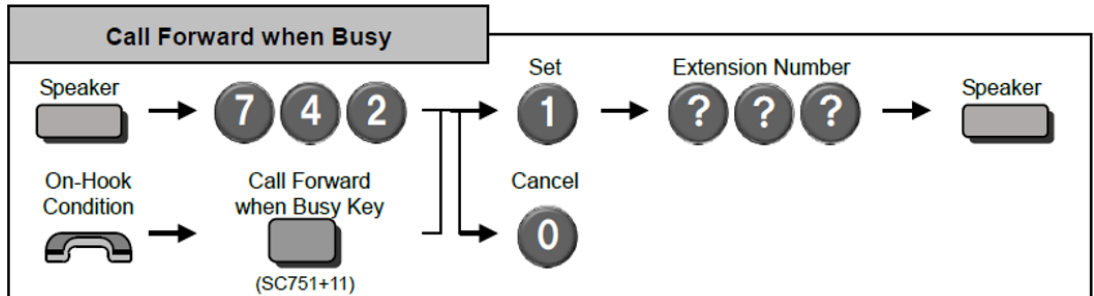 Call Forward when Busy
Speaker
7 4 2
Set
1
Extension Number
? ? ?
Speaker
On-Hook
Condition
Call Forward
when Busy Key
(SC751+11)
Cancel
0